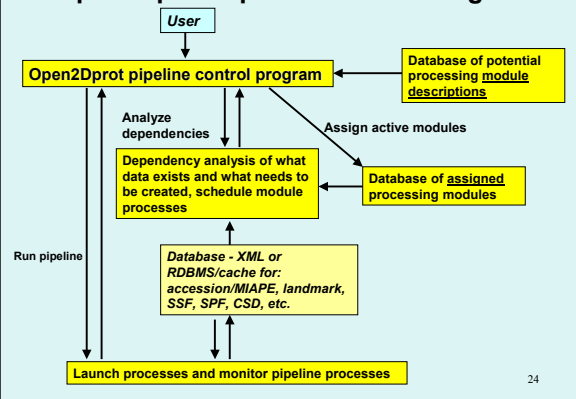 User
Open2Dprot pipeline control program
Database of potential
processing module
descriptions
Analyze
dependencies
Assign active modules
Dependency analysis of what
data exists and what needs to
be created, schedule module
processes
Database of assigned
processing modules
Run pipeline
Database - XML or
RDBMS/cache for:
accession/MIAPE, landmark,
SSF, SPF, CSD, etc.
Launch processes and monitor pipeline processes
24